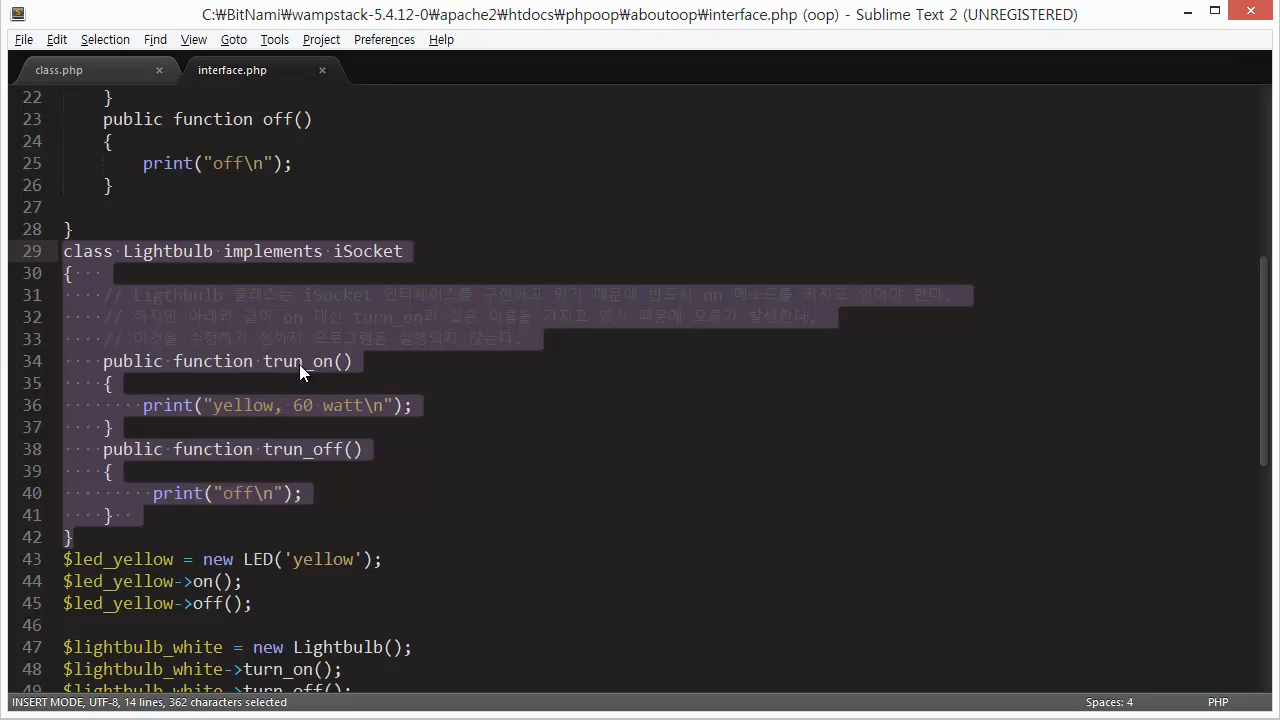 C:₩BitNami₩wampstack-5.4.12-0₩apache2₩htdocs₩phpoop₩aboutoop₩interface.php (oop) - Sublime Text 2 (UNREGISTERED)
File Edit Selection Find View Goto Tools Project Preferences Help
class.php × interface.php ×
22 }
23 public function off()
24 {
25 print("off\n");
26 }
27
28 }
29 class Lightbulb implements iSocket
30 {
31 // Ligthbulb 클래스는 iSocket 인터페이스를 구현하고 있기 때문에 반드시 on 메소드를 가지고 있어야 한다.
32 // 하지만 아래와 같이 on 대신 turn_on과 같은 이름을 가지고 있기 때문에 오류가 발생한다.
33 // 이것을 수정하기 전까지 프로그램은 실행되지 않는다.
34 public function trun_on()
35 {
36 print("yellow, 60 watt\n");
37 }
38 public function trun_off()
39 {
40 print("off\n");
41 }
42 }
43 $led_yellow = new LED('yellow');
44 $led_yellow->on();
45 $led_yellow->off();
46
47 $lightbulb_white = new Lightbulb();
48 $lightbulb_white->turn_on();
49 $lightbulb_white->turn_off();
INSERT MODE, UTF-8, 14 lines, 362 characters selected Spaces: 4 PHP